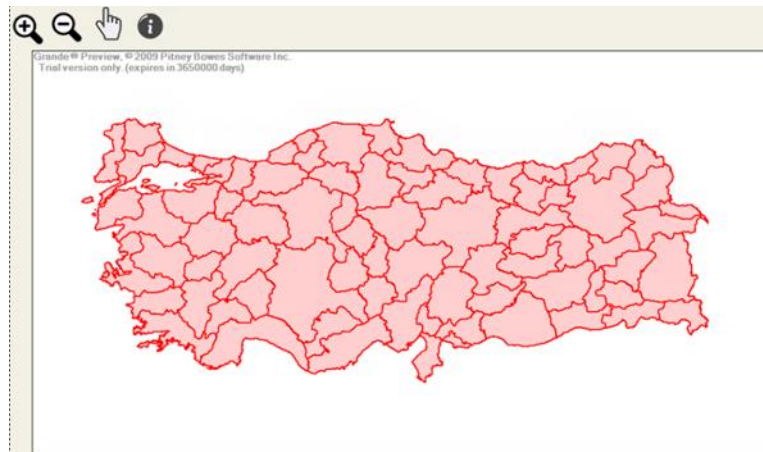 Grande® Preview, © 2009 Pitney Bowes Software Inc.
Trial version only. (expires in 3650000 days)